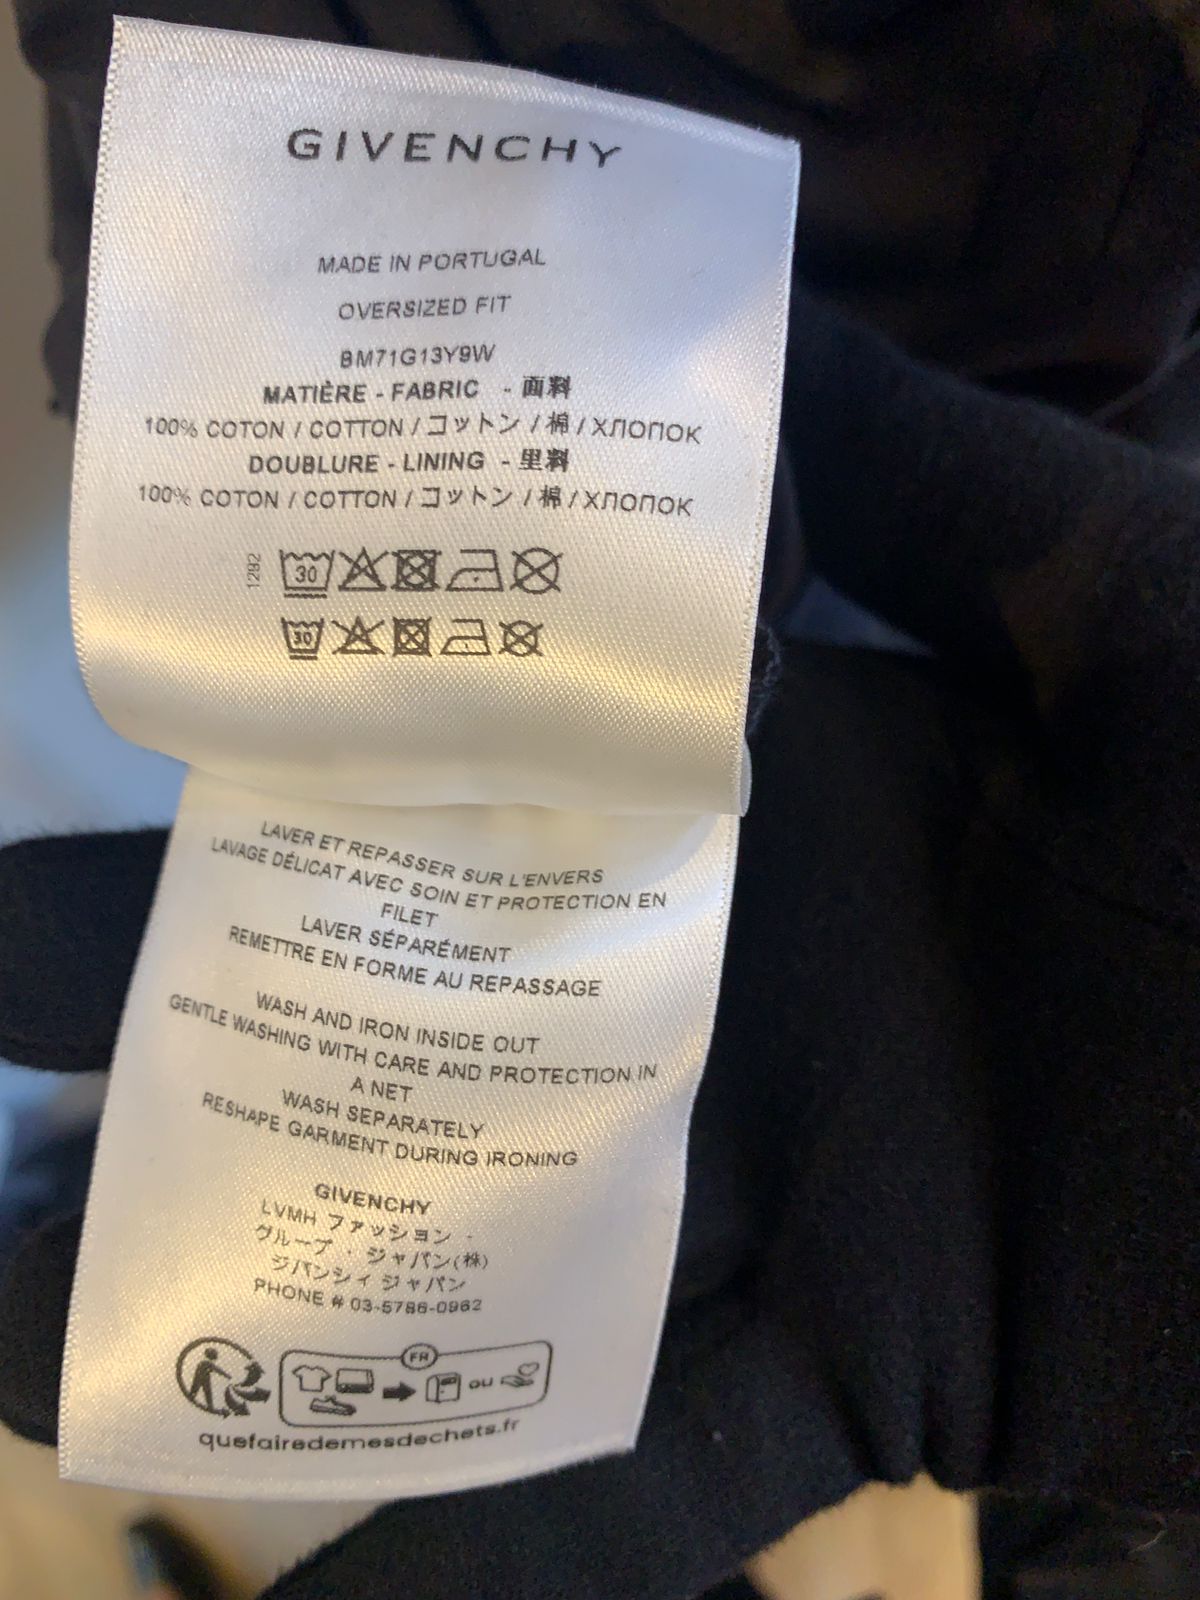 GIVENCHY
MADE IN PORTUGAL
OVERSIZED FIT
BM71G13Y9W
MATIÈRE - FABRIC - 面料
100% COTON / COTTON / コットン / 棉 / ХЛОПОК
DOUBLURE - LINING - 里料
100% COTON / COTTON / コットン / 棉 / ХЛОПОК
1282
30
30
LAVER ET REPASSER SUR L'ENVERS
LAVAGE DÉLICAT AVEC SOIN ET PROTECTION EN
FILET
LAVER SÉPARÉMENT
REMETTRE EN FORME AU REPASSAGE
WASH AND IRON INSIDE OUT
GENTLE WASHING WITH CARE AND PROTECTION IN
A NET
WASH SEPARATELY
RESHAPE GARMENT DURING IRONING
GIVENCHY
LVMH ファッション ·
グループ · ジャパン(株)
ジバンシィ ジャパン
PHONE # 03-5786-0962
FR
OU
quefairedemesdechets.fr